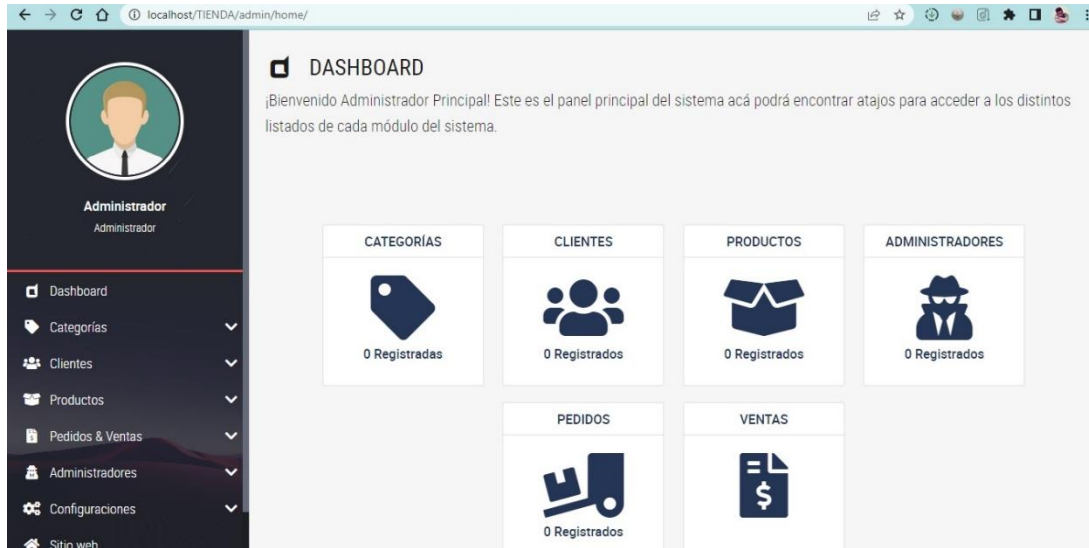 localhost/TIENDA/admin/home/
Administrador
Administrador
Dashboard
Categorías
Clientes
Productos
Pedidos & Ventas
Administradores
Configuraciones
Sitio web
DASHBOARD
¡Bienvenido Administrador Principal! Este es el panel principal del sistema acá podrá encontrar atajos para acceder a los distintos
listados de cada módulo del sistema.
CATEGORÍAS
0 Registradas
CLIENTES
0 Registrados
PRODUCTOS
0 Registrados
ADMINISTRADORES
0 Registrados
PEDIDOS
0 Registrados
VENTAS
$